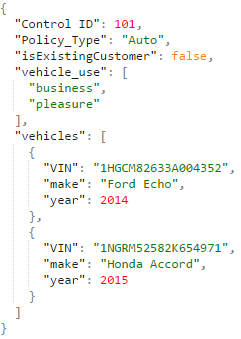 {
"Control ID": 101,
"Policy_Type": "Auto",
"isExistingCustomer": false,
"vehicle_use": [
"business",
"pleasure"
],
"vehicles": [
{
"VIN": "1HGCM82633A004352",
"make": "Ford Echo",
"year": 2014
},
{
"VIN": "1NGRM52582K654971",
"make": "Honda Accord",
"year": 2015
}
]
}